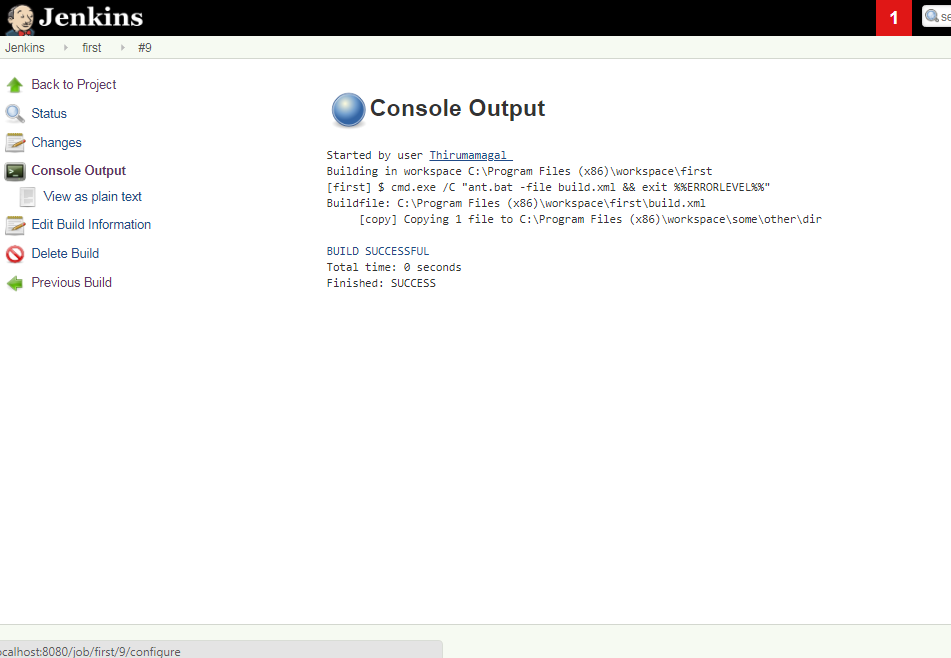 Jenkins
1
se
Jenkins first #9
Back to Project
Status
Changes
Console Output
View as plain text
Edit Build Information
Delete Build
Previous Build
Console Output
Started by user Thirumamagal
Building in workspace C:\Program Files (x86)\workspace\first
[first] $ cmd.exe /C "ant.bat -file build.xml && exit %%ERRORLEVEL%%"
Buildfile: C:\Program Files (x86)\workspace\first\build.xml
[copy] Copying 1 file to C:\Program Files (x86)\workspace\some\other\dir
BUILD SUCCESSFUL
Total time: 0 seconds
Finished: SUCCESS
ocalhost:8080/job/first/9/configure